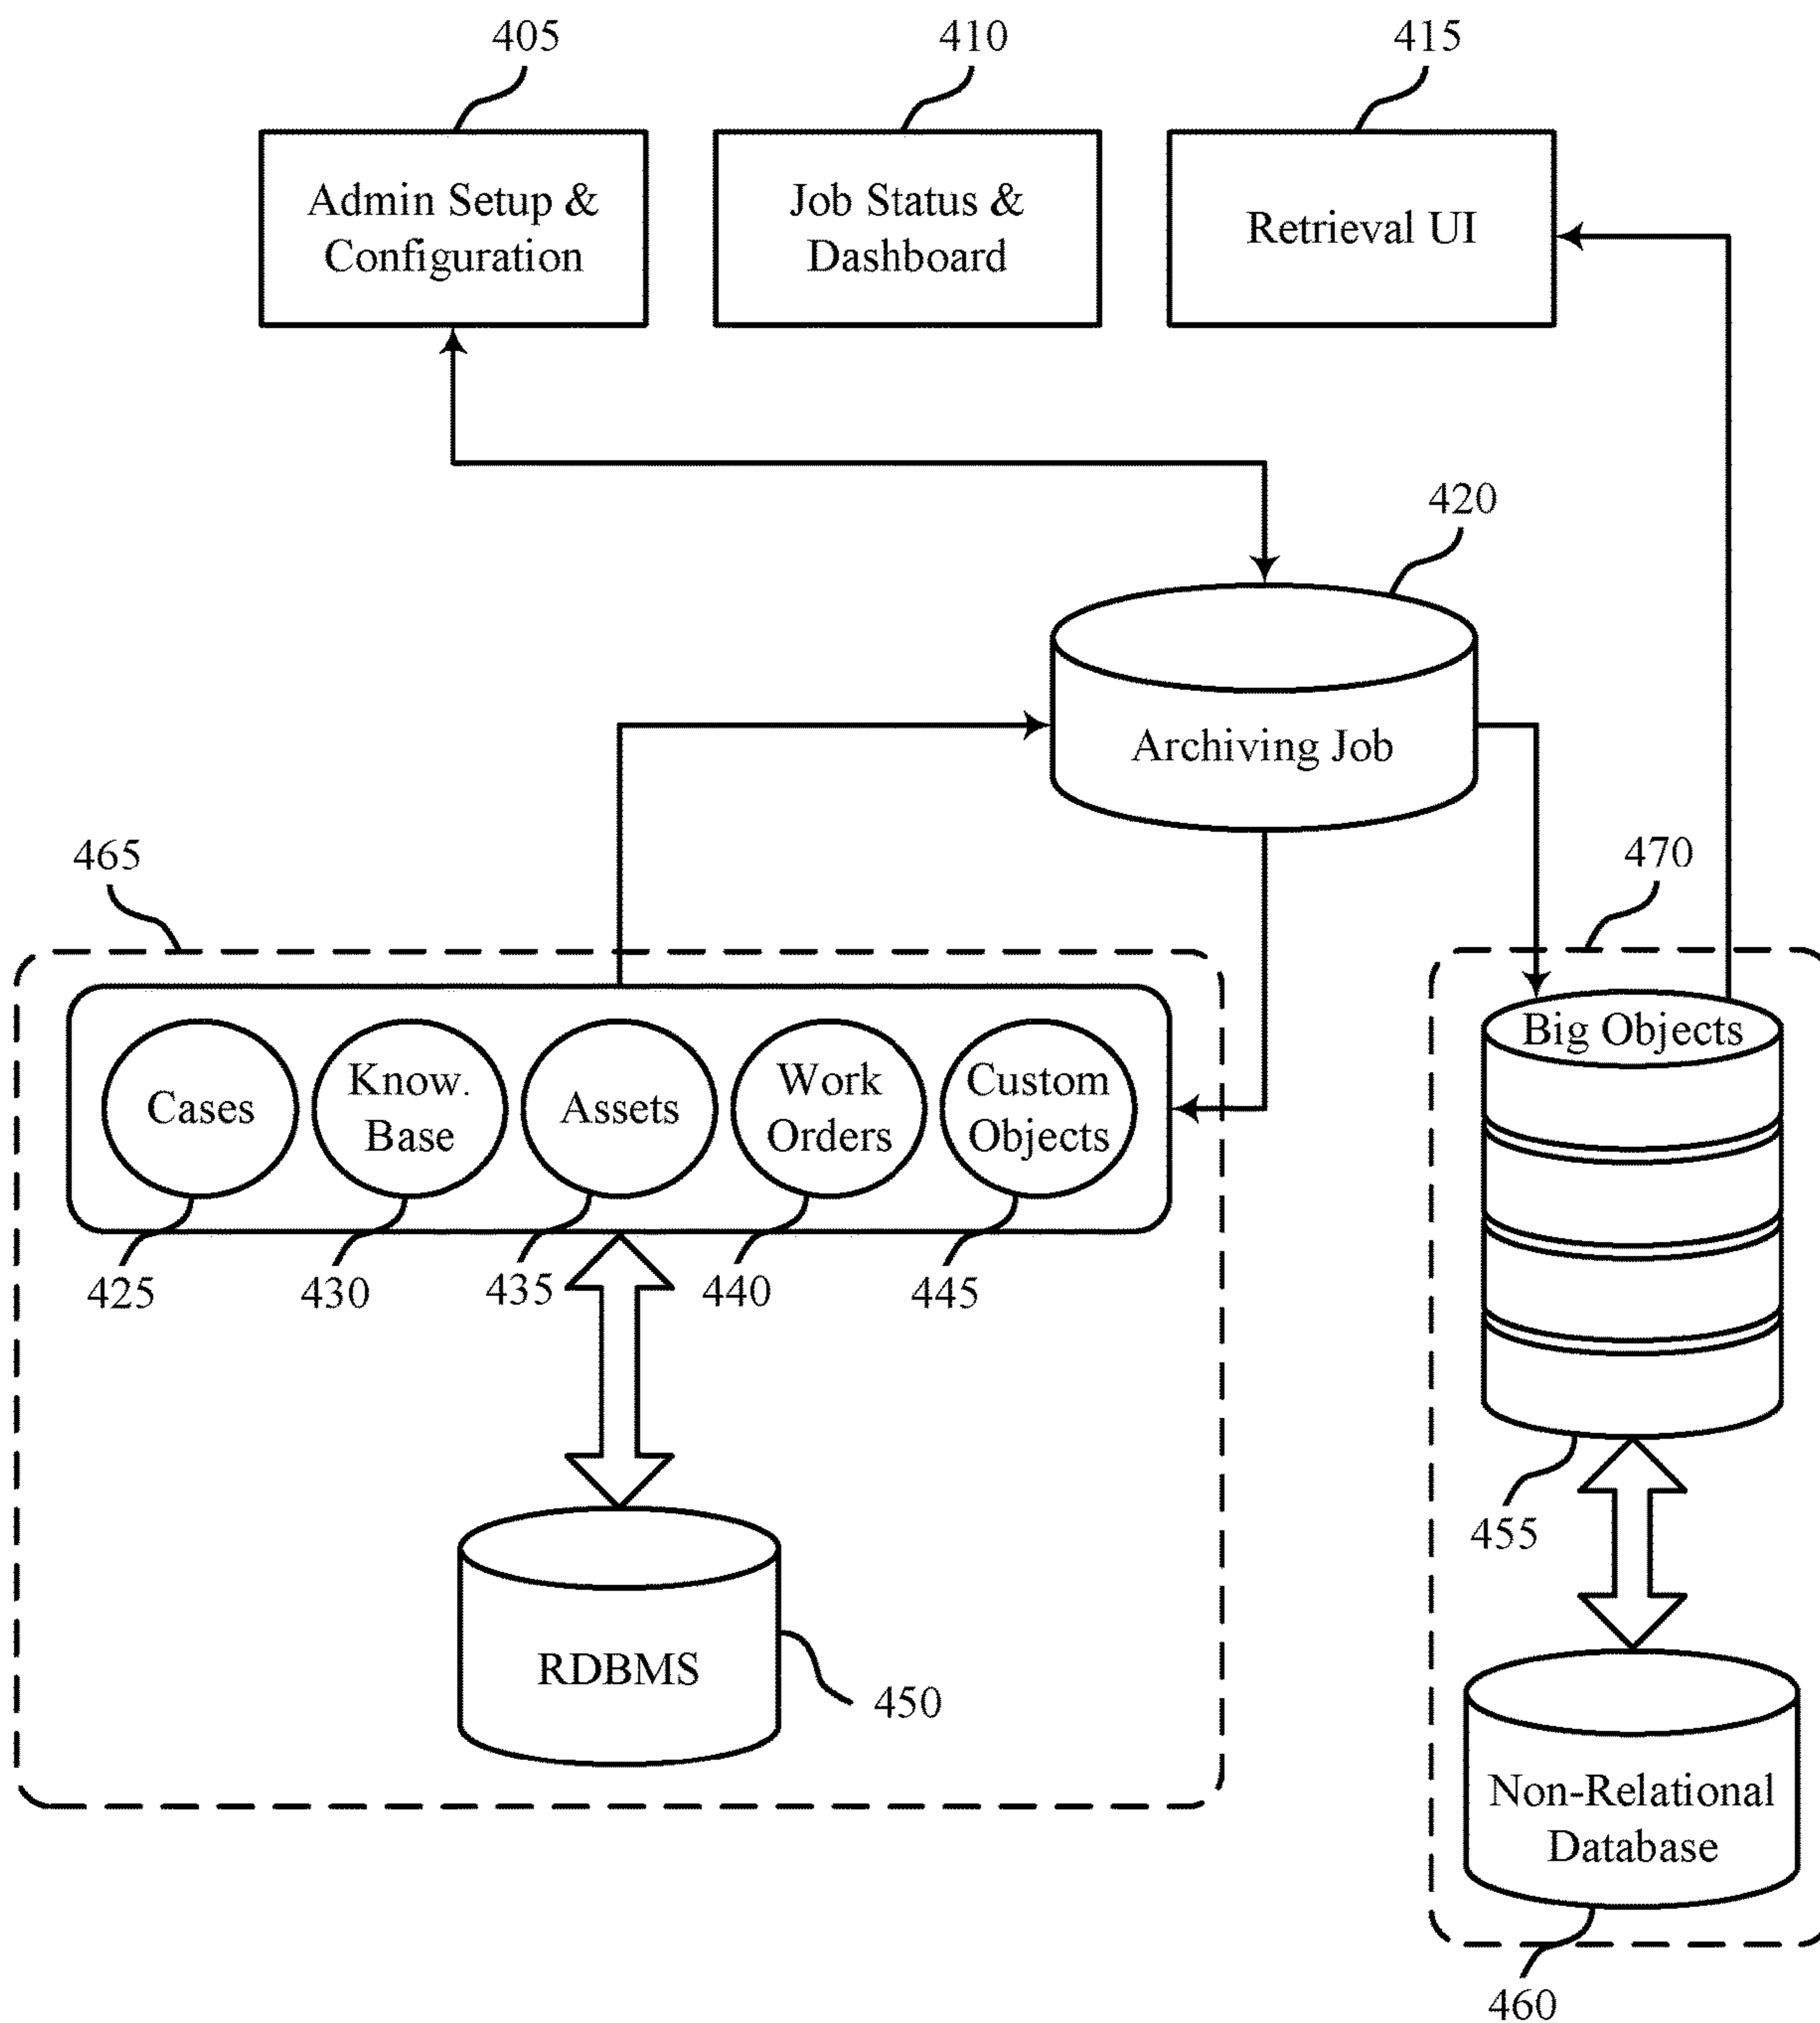 405
410
415
Admin Setup &
Configuration
Job Status &
Dashboard
Retrieval UI
420
Archiving Job
465
470
Cases
Know.
Base
Assets
Work
Orders
Custom
Objects
Big Objects
425
430
435
440
445
455
RDBMS
450
Non-Relational
Database
460